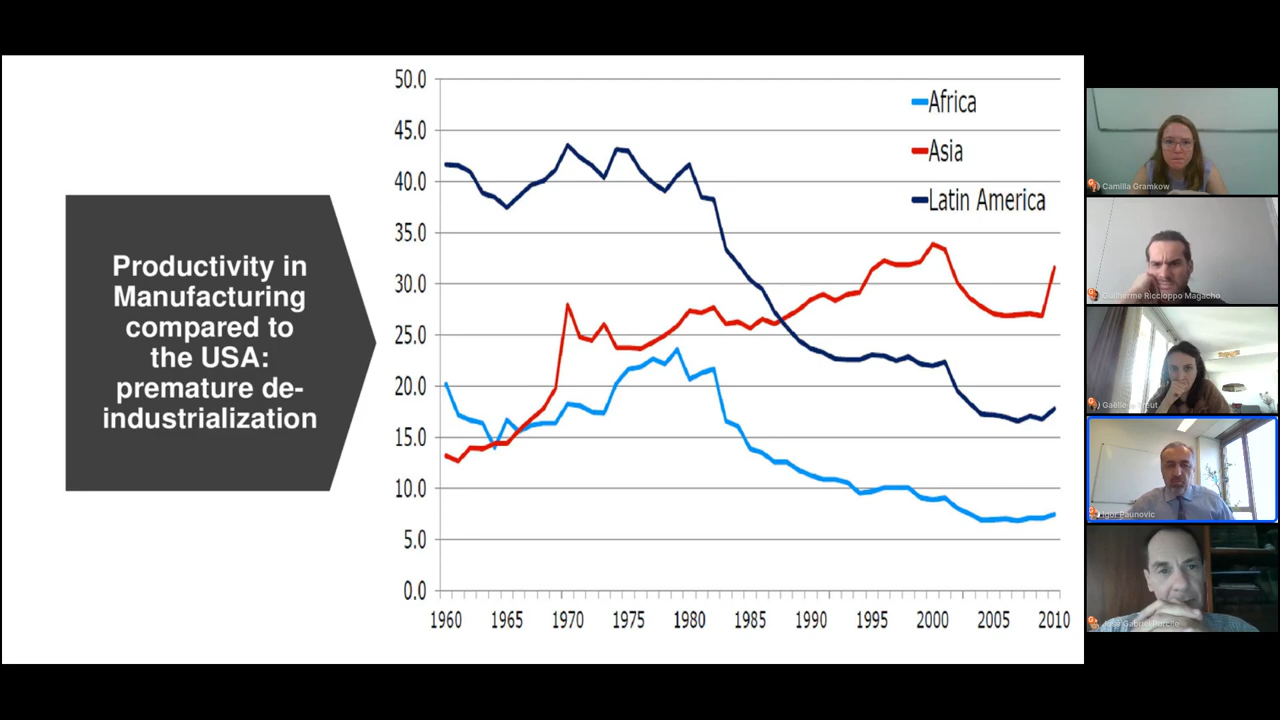 Productivity in
Manufacturing
compared to
the USA:
premature de-
industrialization
50.0
45.0
40.0
35.0
30.0
25.0
20.0
15.0
10.0
5.0
0.0
1960 1965 1970 1975 1980 1985 1990 1995 2000 2005 2010
Africa
Asia
Latin America
Camilla Gramkow
Guilherme Riccioppo Magacho
Igor Paunovic